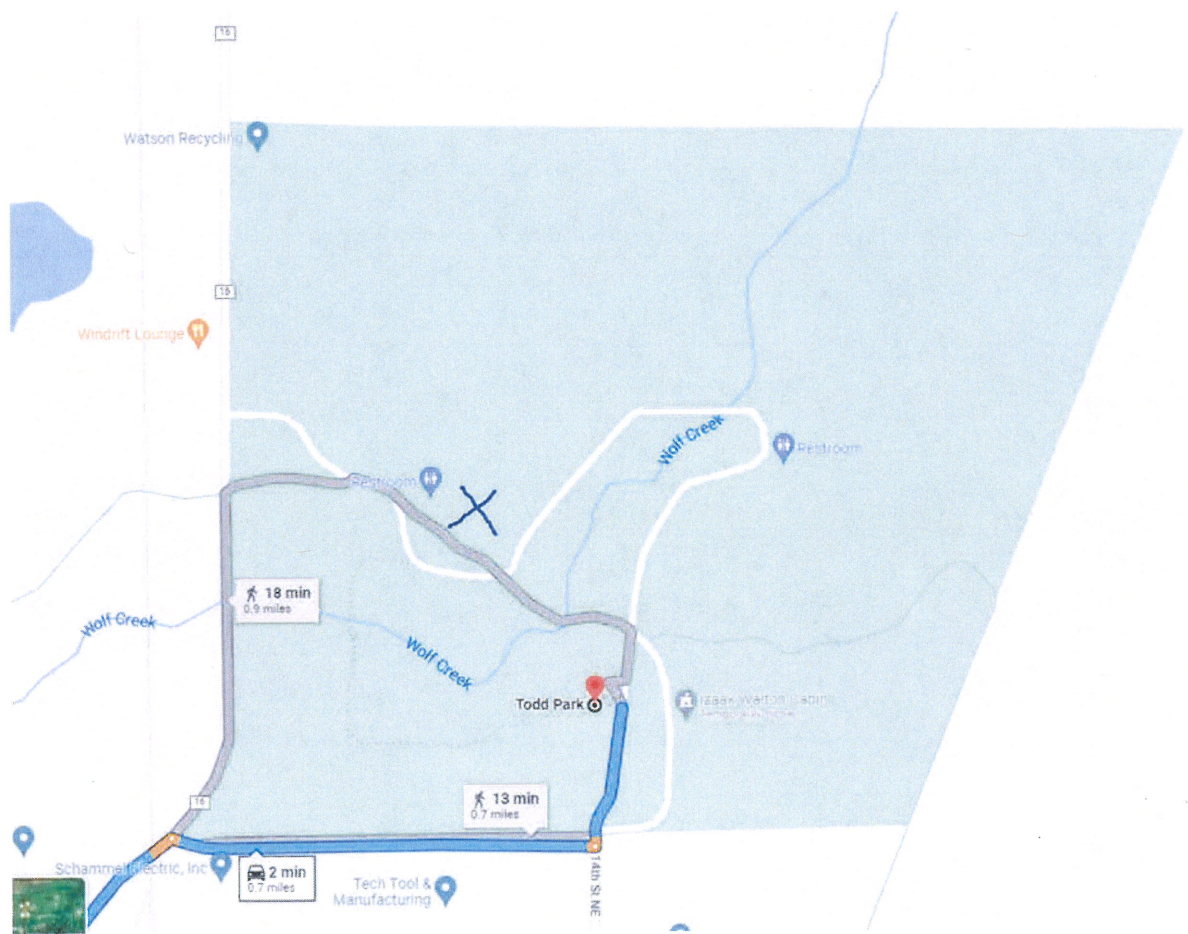 16
Watson Recycling
16
Windrift Lounge
Wolf Creek
Restroom
Restroom
18 min
0.9 miles
Wolf Creek
Wolf Creek
Todd Park
Izaak Walton Cabin
13 min
0.7 miles
16
Schammel Electric, Inc
2 min
0.7 miles
Tech Tool &
Manufacturing
14th St NE